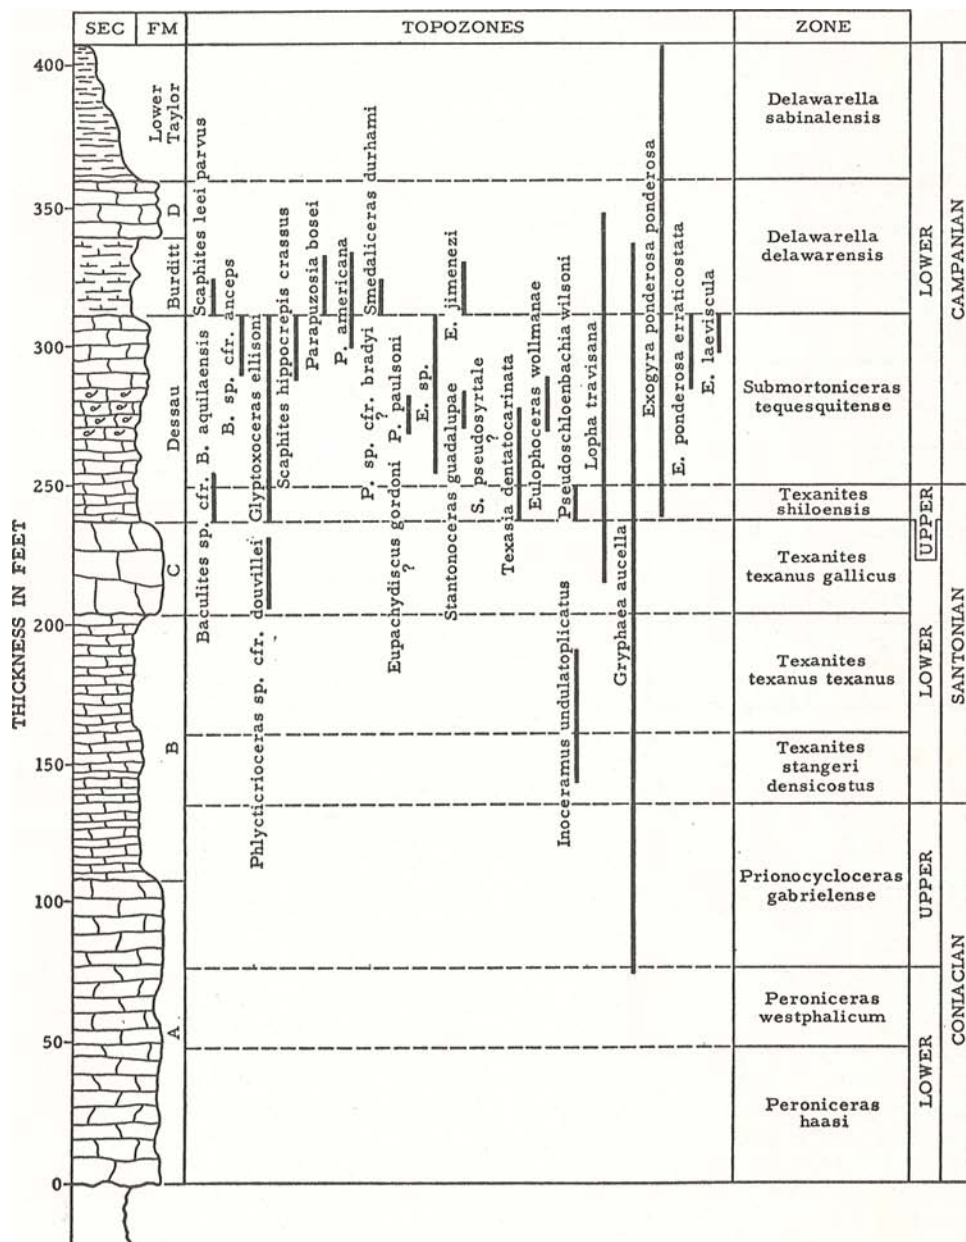 SEC FM TOPOZONES ZONE
THICKNESS IN FEET
400
350
300
250
200
150
100
50
0
Lower
Taylor
D
Burditt
Dessau
C
B
A
Scaphites leei parvus
Baculites sp. cfr. B. aquilaensis
B. sp. cfr. anceps
Glyptoxoceras ellisoni
Phlycticrioceras sp. cfr. douvillei
Scaphites hippocrepis crassus
Parapuzosia bosei
P. americana
Smedaliceras durhami
P. sp. cfr. bradyi
?
P. paulsoni
Eupachydiscus gordoni
?
E. sp.
E. jimenezi
Stantonoceras guadalupae
S. pseudosyrtale
?
Texasia dentatocarinata
Eulophoceras wollmanae
Pseudoschloenbachia wilsoni
Inoceramus undulatoplicatus
Lopha travisana
Gryphaea aucella
Exogyra ponderosa ponderosa
E. ponderosa erraticostata
E. laeviscula
Delawarella
sabinalensis
Delawarella
delawarensis
Submortoniceras
tequesquitense
Texanites
shiloensis
Texanites
texanus gallicus
Texanites
texanus texanus
Texanites
stangeri
densicostus
Prionocycloceras
gabrielense
Peroniceras
westphalicum
Peroniceras
haasi
LOWER
UPPER
LOWER
UPPER
LOWER
CAMPANIAN
SANTONIAN
CONIACIAN